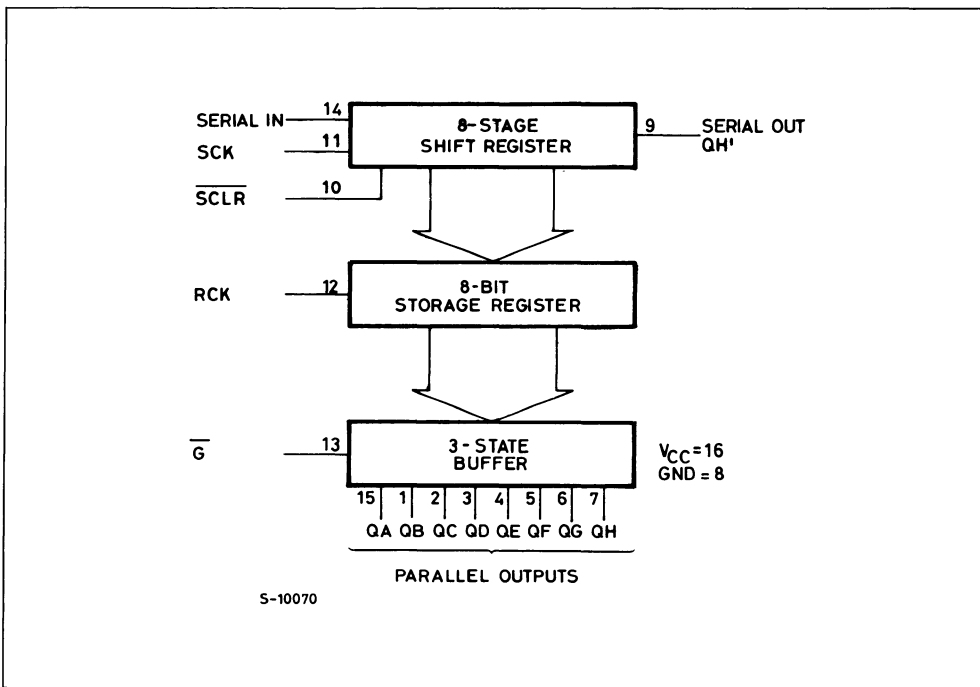 14
SERIAL IN
8-STAGE
SHIFT REGISTER
9
SERIAL OUT
QH'
11
SCK
10
SCLR
12
RCK
8-BIT
STORAGE REGISTER
13
G
3-STATE
BUFFER
VCC=16
GND=8
15 1 2 3 4 5 6 7
QA QB QC QD QE QF QG QH
PARALLEL OUTPUTS
S-10070